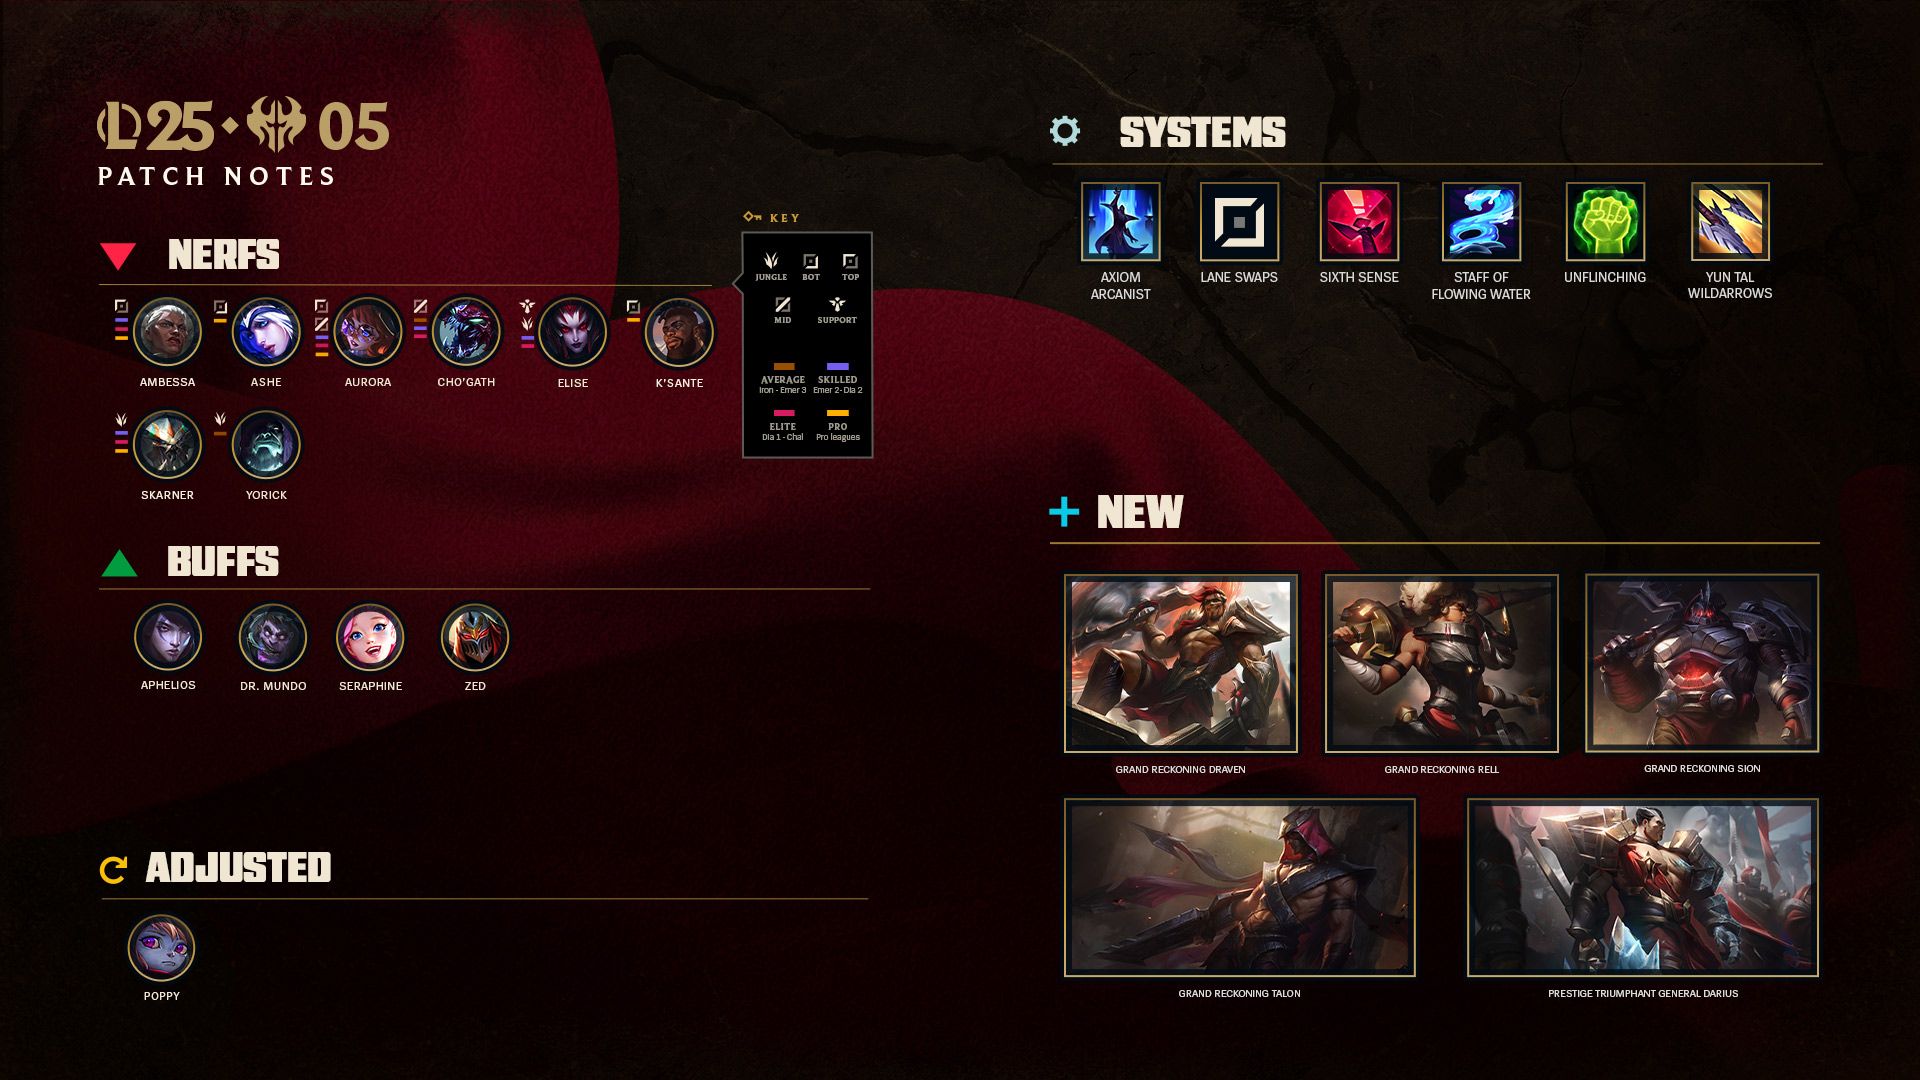 25 05
PATCH NOTES
NERFS
AMBESSA
ASHE
AURORA
CHO'GATH
ELISE
K'SANTE
SKARNER
YORICK
KEY
JUNGLE
BOT
TOP
MID
SUPPORT
AVERAGE
Iron - Emer 3
SKILLED
Emer 2- Dia 2
ELITE
Dia 1 - Chal
PRO
Pro leagues
BUFFS
APHELIOS
DR. MUNDO
SERAPHINE
ZED
ADJUSTED
POPPY
SYSTEMS
AXIOM
ARCANIST
LANE SWAPS
SIXTH SENSE
STAFF OF
FLOWING WATER
UNFLINCHING
YUN TAL
WILDARROWS
NEW
GRAND RECKONING DRAVEN
GRAND RECKONING RELL
GRAND RECKONING SION
GRAND RECKONING TALON
PRESTIGE TRIUMPHANT GENERAL DARIUS